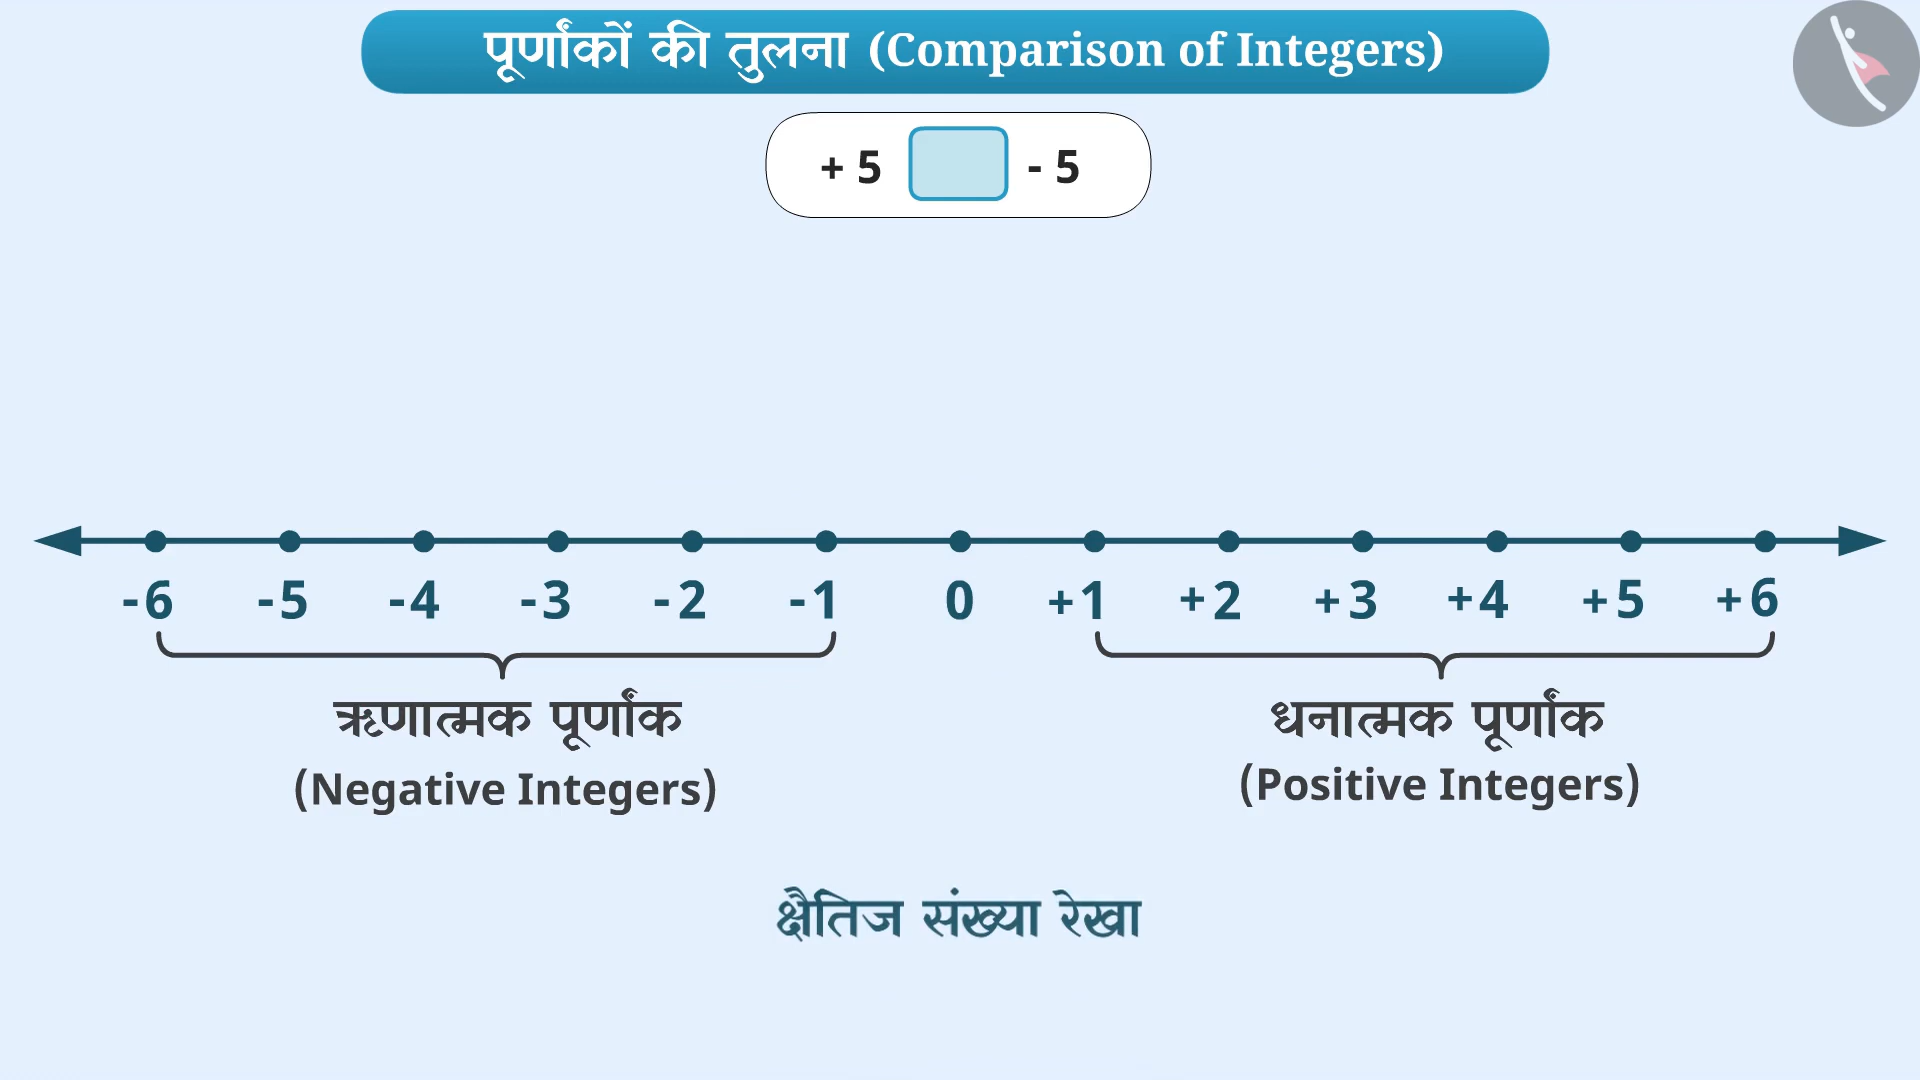 पूर्णांकों की तुलना (Comparison of Integers)
+ 5 - 5
-6 -5 -4 -3 -2 -1 0 +1 +2 +3 +4 +5 +6
ऋणात्मक पूर्णांक
(Negative Integers)
धनात्मक पूर्णांक
(Positive Integers)
क्षैतिज संख्या रेखा